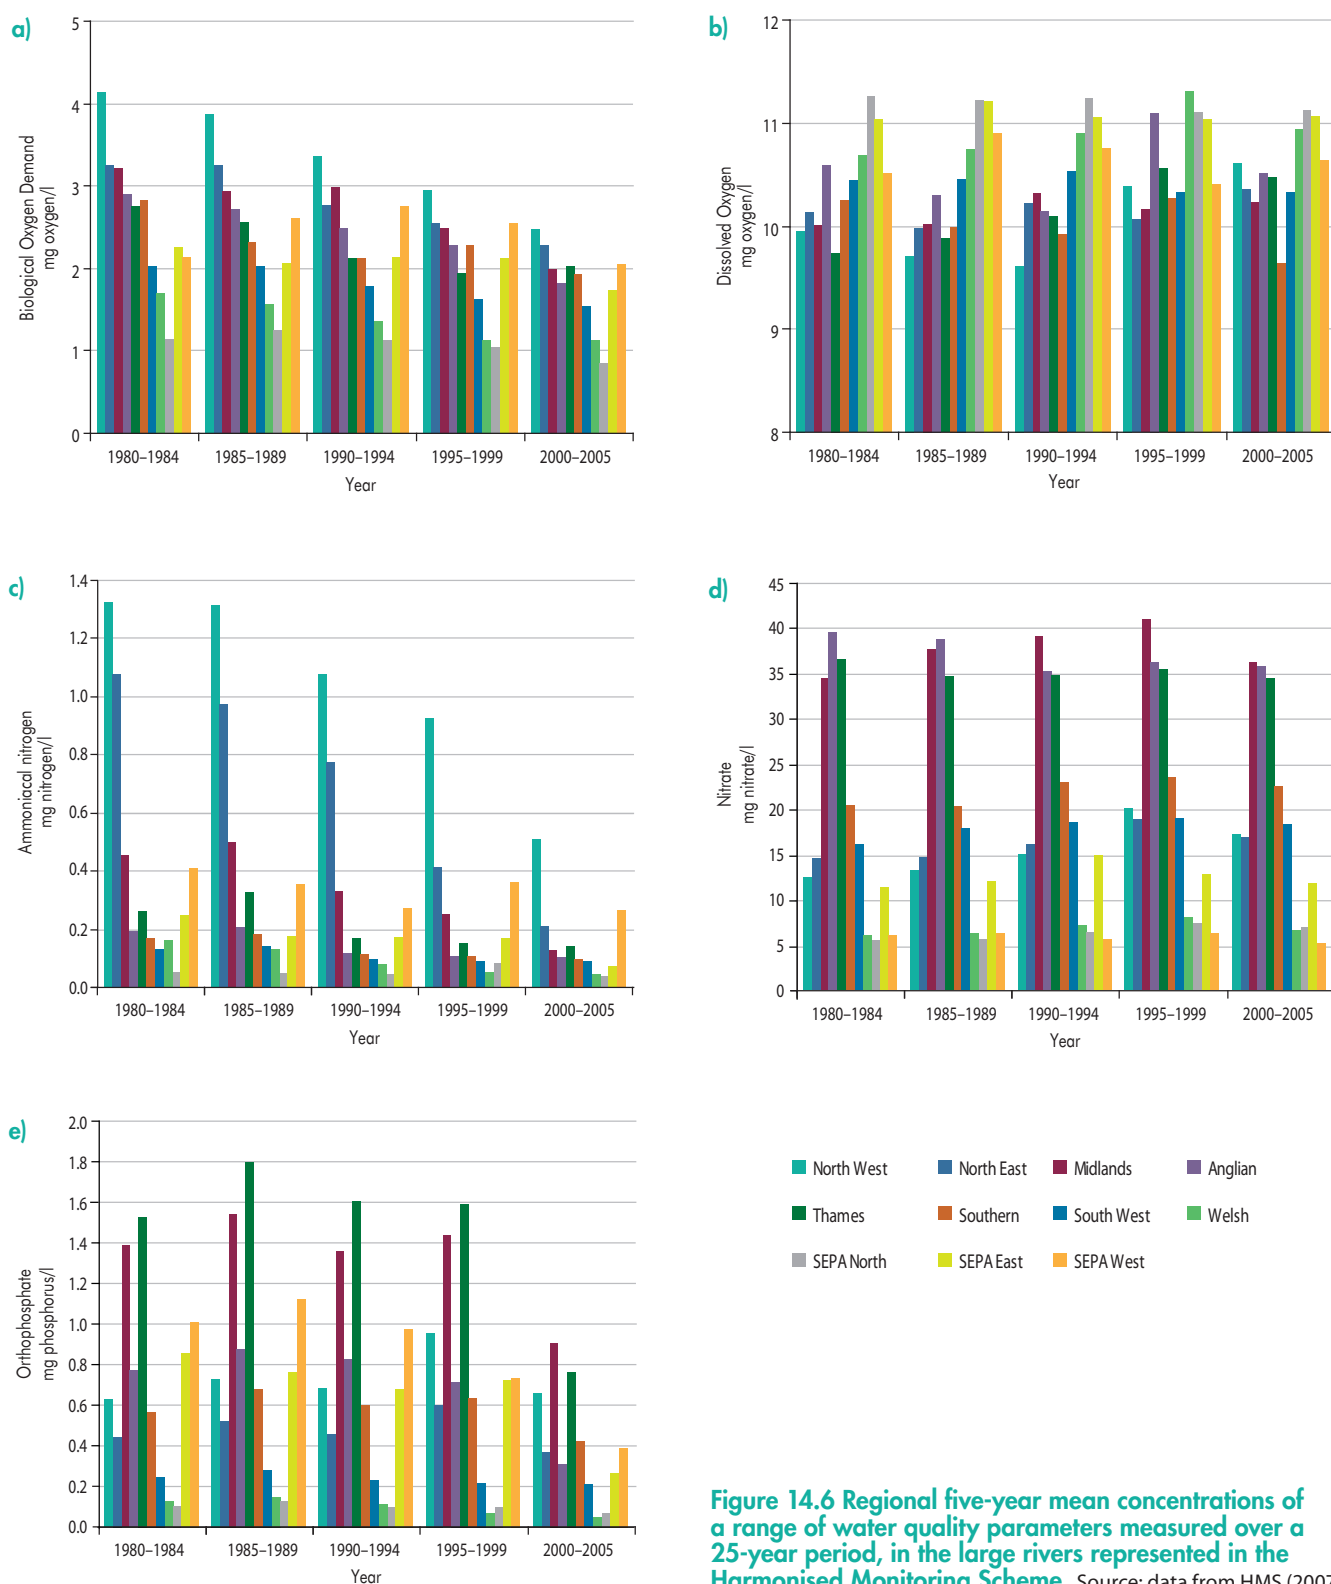 a)
Biological Oxygen Demand
mg oxygen/l
5
4
3
2
1
0
1980–1984
1985–1989
1990–1994
1995–1999
2000–2005
Year
b)
Dissolved Oxygen
mg oxygen/l
12
11
10
9
8
1980–1984
1985–1989
1990–1994
1995–1999
2000–2005
Year
c)
Ammoniacal nitrogen
mg nitrogen/l
1.4
1.2
1.0
0.8
0.6
0.4
0.2
0.0
1980–1984
1985–1989
1990–1994
1995–1999
2000–2005
Year
d)
Nitrate
mg nitrate/l
45
40
35
30
25
20
15
10
5
0
1980–1984
1985–1989
1990–1994
1995–1999
2000–2005
Year
e)
Orthophosphate
mg phosphorus/l
2.0
1.8
1.6
1.4
1.2
1.0
0.8
0.6
0.4
0.2
0.0
1980–1984
1985–1989
1990–1994
1995–1999
2000–2005
Year
North West
North East
Midlands
Anglian
Thames
Southern
South West
Welsh
SEPA North
SEPA East
SEPA West
Figure 14.6 Regional five-year mean concentrations of
a range of water quality parameters measured over a
25-year period, in the large rivers represented in the
Harmonised Monitoring Scheme. Source: data from HMS (2007